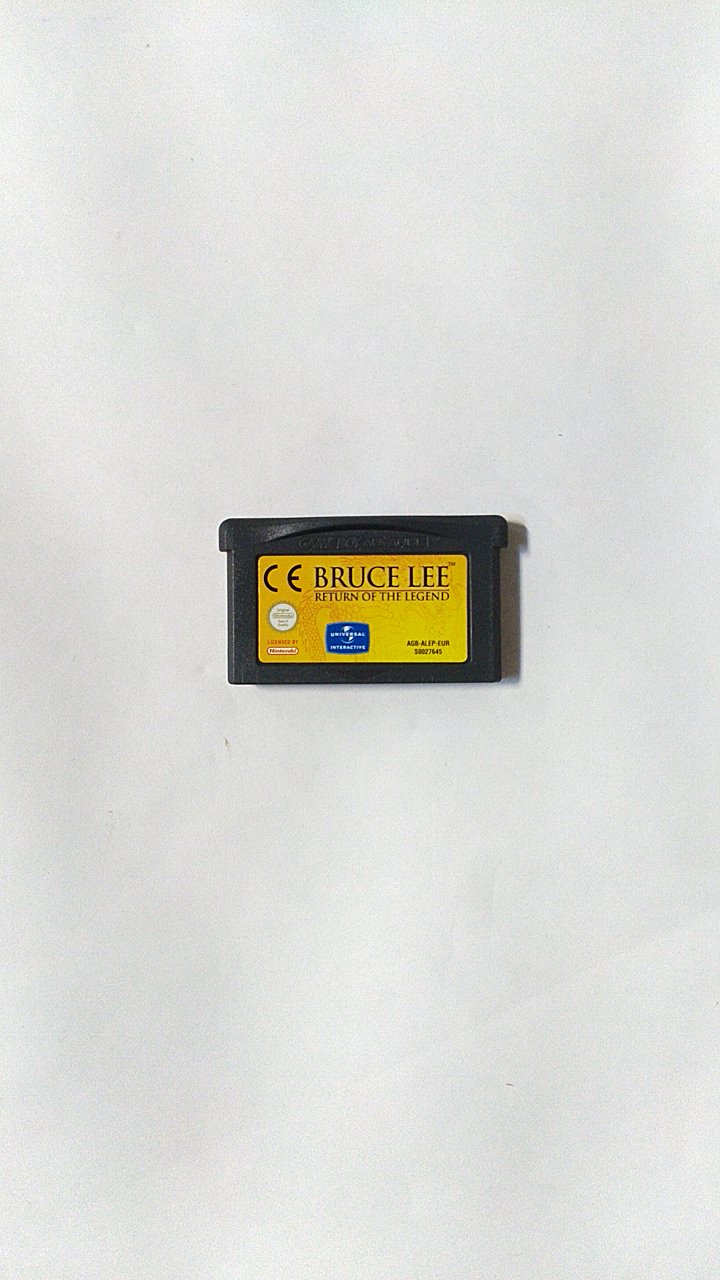 GAME BOY ADVANCE
CE BRUCE LEE™
RETURN OF THE LEGEND
Original
Nintendo
Seal of
Quality
LICENSED BY
Nintendo
UNIVERSAL
INTERACTIVE
AGB-ALEP-EUR
S0027645